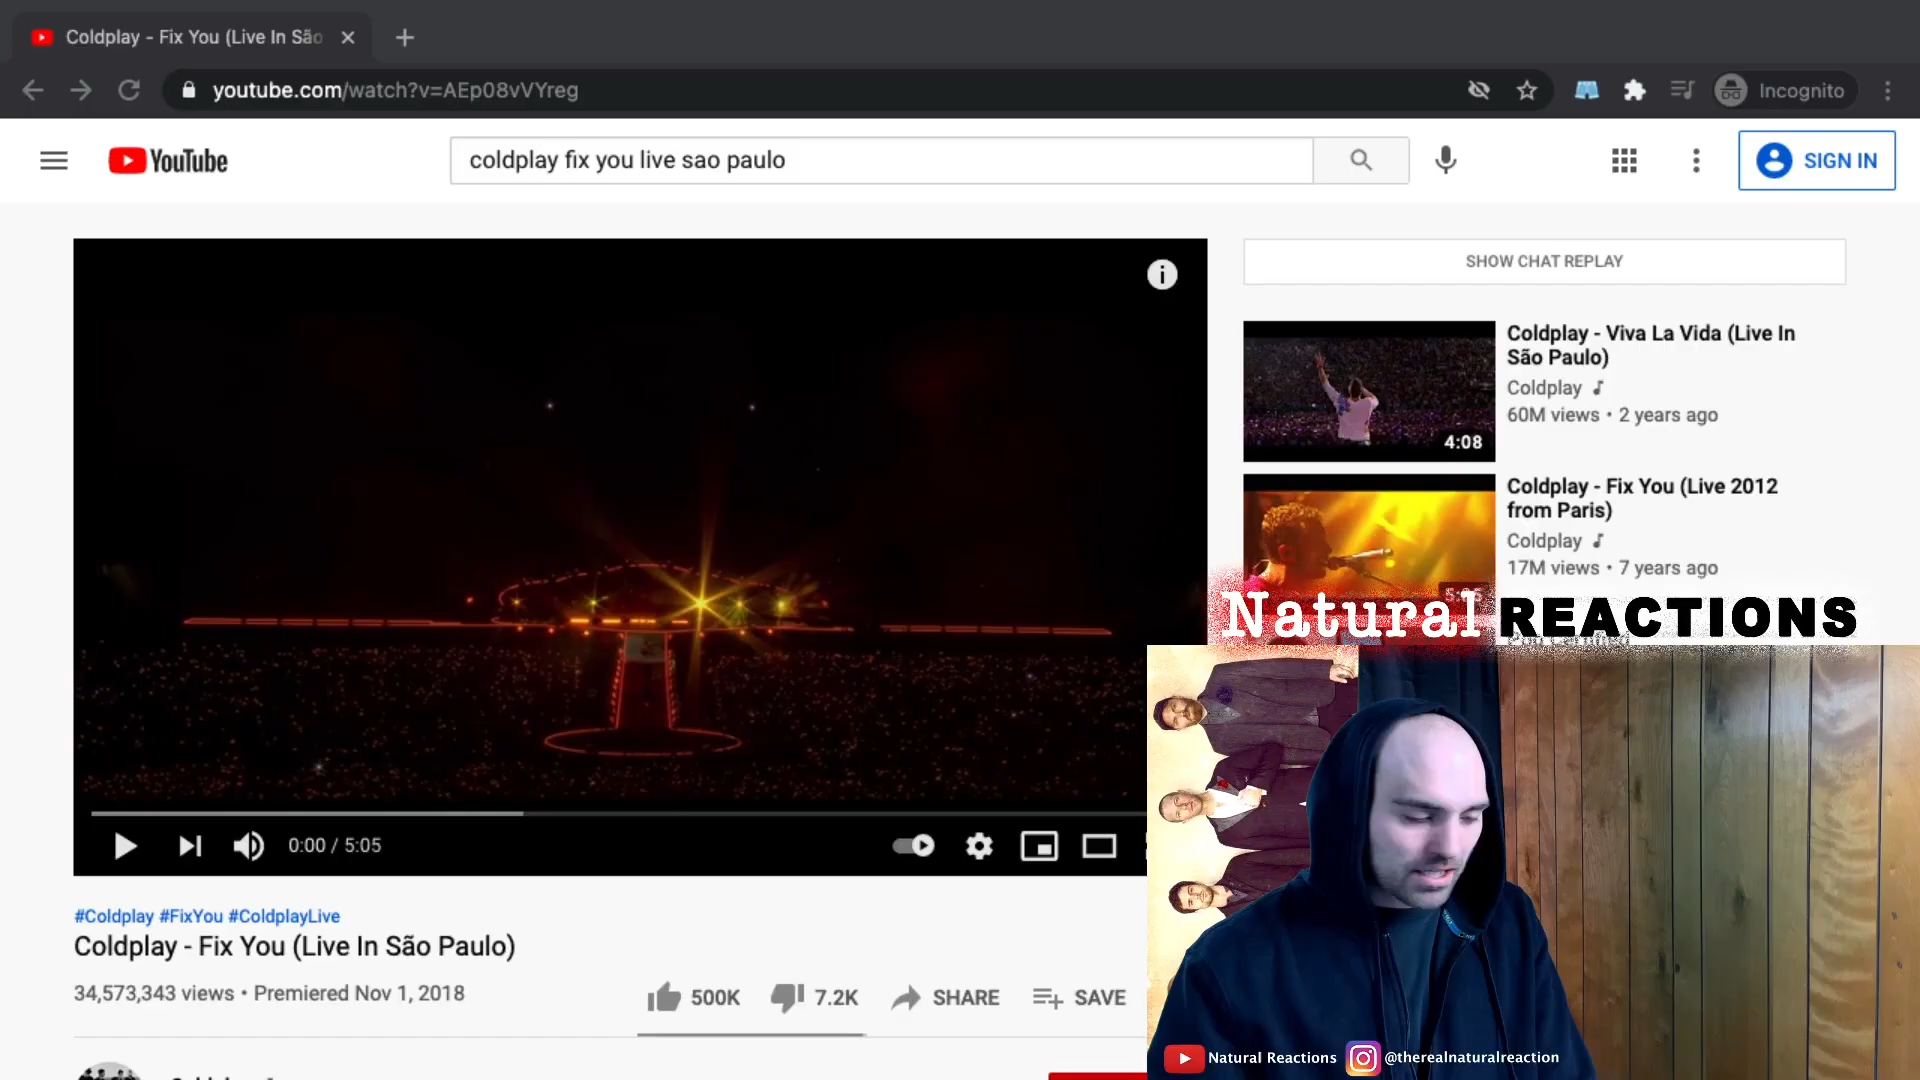 Coldplay - Fix You (Live In São
youtube.com/watch?v=AEp08vVYreg
Incognito
YouTube
coldplay fix you live sao paulo
SIGN IN
SHOW CHAT REPLAY
Coldplay - Viva La Vida (Live In
São Paulo)
Coldplay
60M views • 2 years ago
4:08
Coldplay - Fix You (Live 2012
from Paris)
Coldplay
17M views • 7 years ago
Natural REACTIONS
0:00 / 5:05
#Coldplay #FixYou #ColdplayLive
Coldplay - Fix You (Live In São Paulo)
34,573,343 views • Premiered Nov 1, 2018
500K
7.2K
SHARE
SAVE
Natural Reactions
@therealnaturalreaction